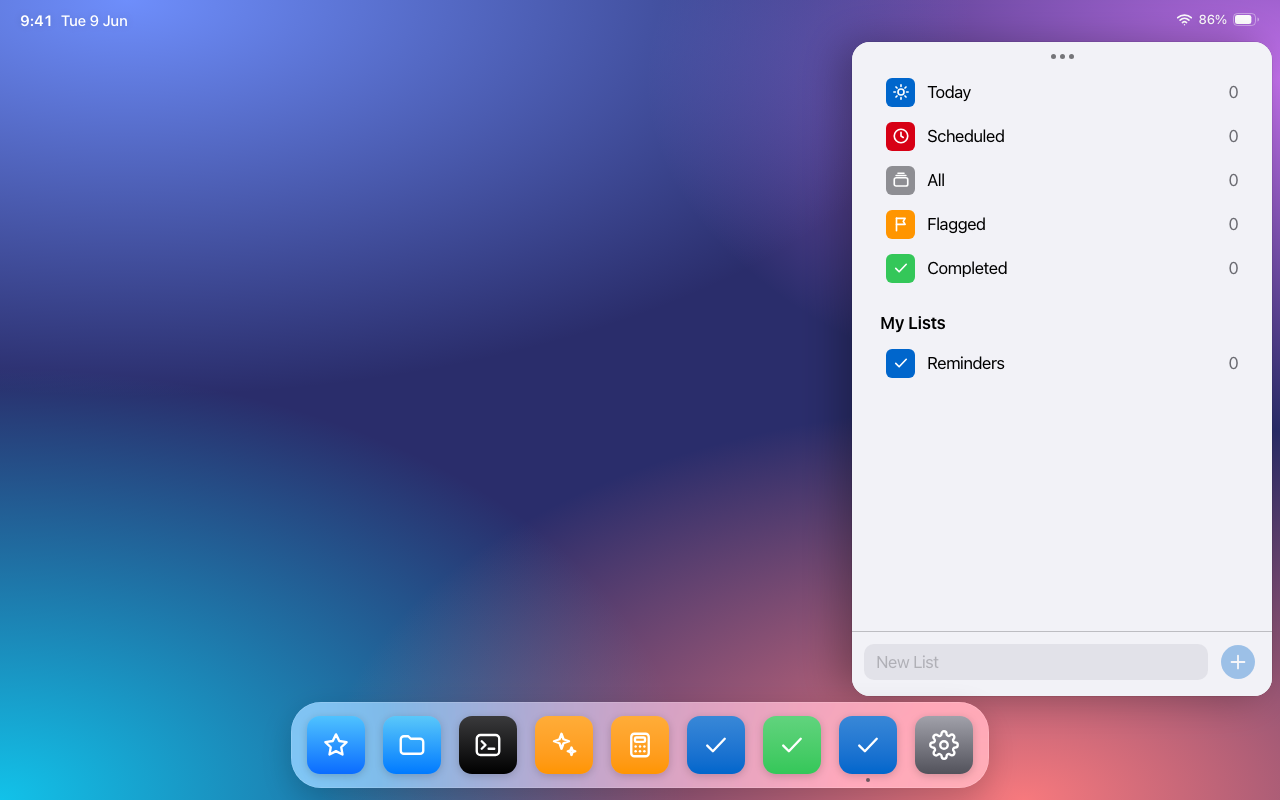 9:41 Tue 9 Jun
86%
Today 0
Scheduled 0
All 0
Flagged 0
Completed 0
My Lists
Reminders 0
New List